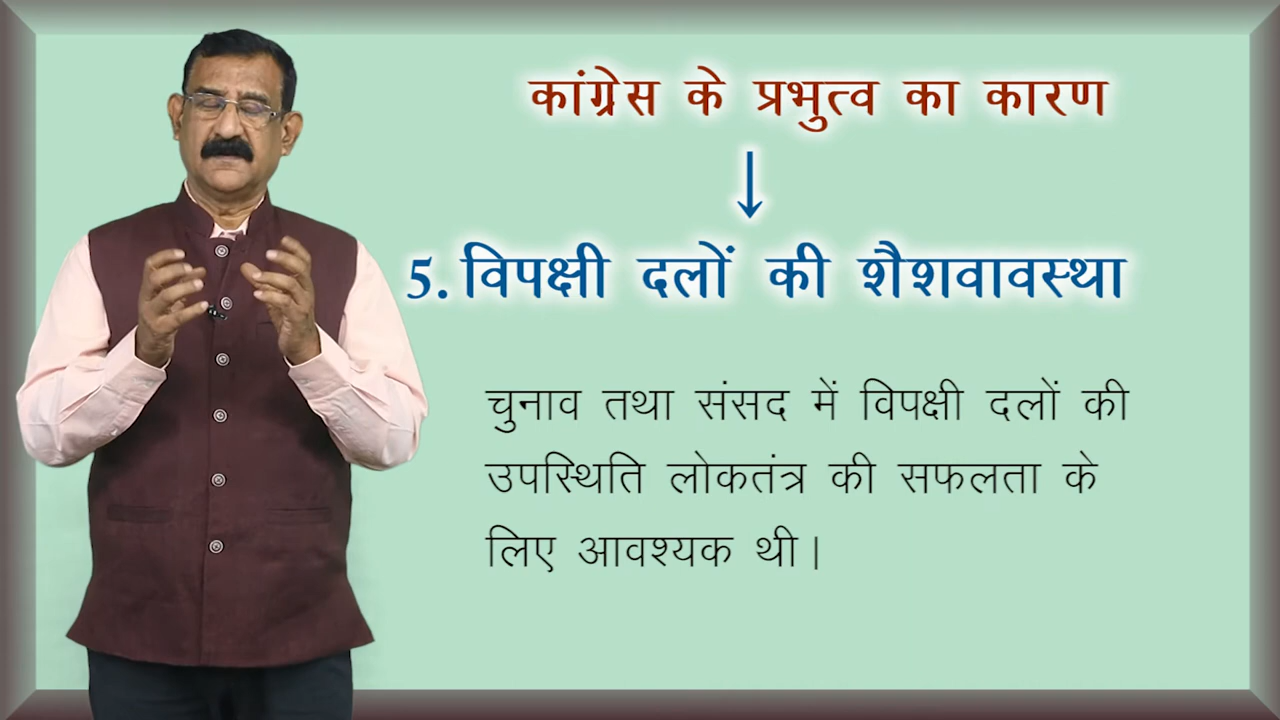 कांग्रेस के प्रभुत्व का कारण
↓
5. विपक्षी दलों की शैशवावस्था
चुनाव तथा संसद में विपक्षी दलों की
उपस्थिति लोकतंत्र की सफलता के
लिए आवश्यक थी।